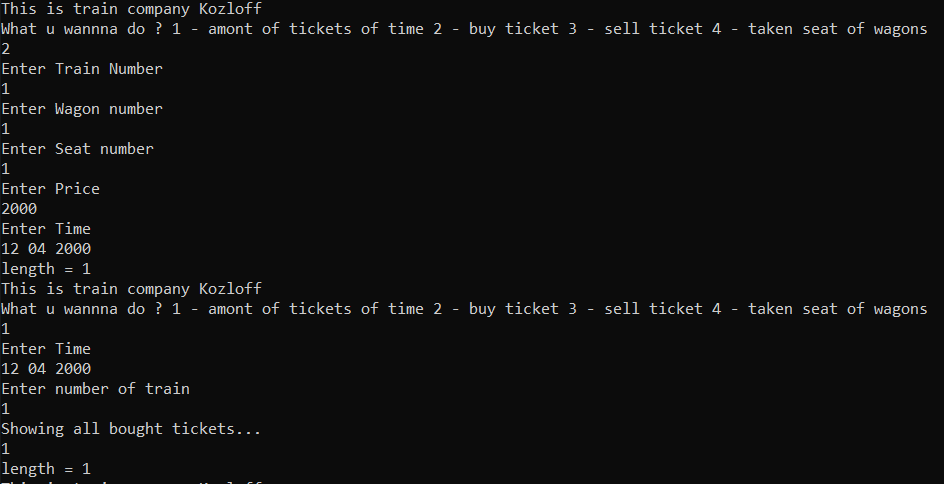 This is train company Kozloff
What u wannna do ? 1 - amont of tickets of time 2 - buy ticket 3 - sell ticket 4 - taken seat of wagons
2
Enter Train Number
1
Enter Wagon number
1
Enter Seat number
1
Enter Price
2000
Enter Time
12 04 2000
length = 1
This is train company Kozloff
What u wannna do ? 1 - amont of tickets of time 2 - buy ticket 3 - sell ticket 4 - taken seat of wagons
1
Enter Time
12 04 2000
Enter number of train
1
Showing all bought tickets...
1
length = 1